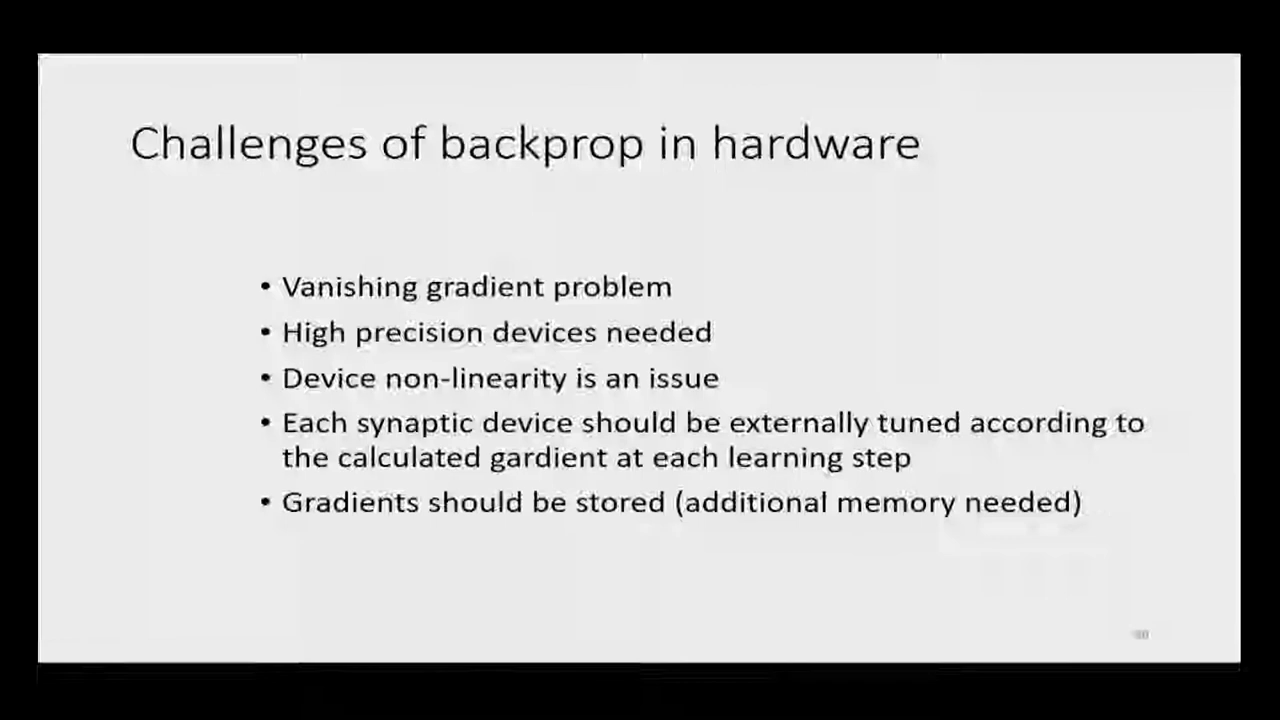 Challenges of backprop in hardware
• Vanishing gradient problem
• High precision devices needed
• Device non-linearity is an issue
• Each synaptic device should be externally tuned according to
the calculated gardient at each learning step
• Gradients should be stored (additional memory needed)